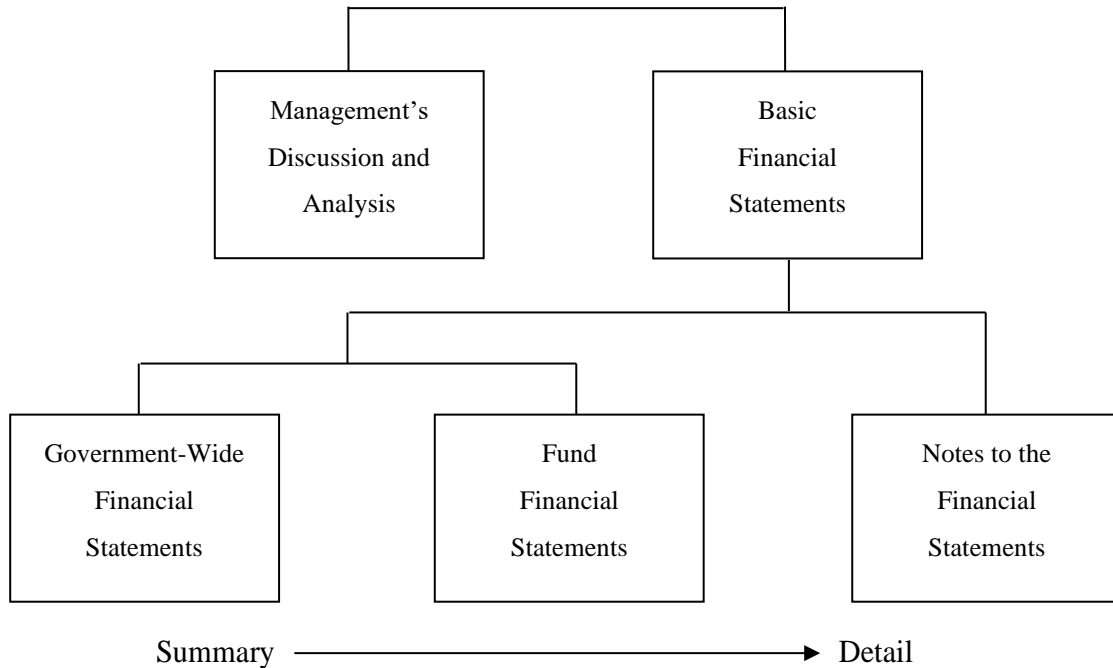 Management’s
Discussion and
Analysis
Basic
Financial
Statements
Government-Wide
Financial
Statements
Fund
Financial
Statements
Notes to the
Financial
Statements
Summary
Detail